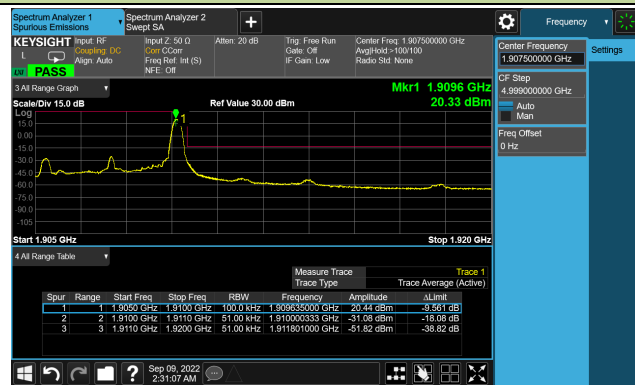 Spectrum Analyzer 1
Spurious Emissions
Spectrum Analyzer 2
Swept SA
Frequency
KEYSIGHT
Input: RF
Coupling: DC
Align: Auto
Input Z: 50 Ω
Corr CCorr
Freq Ref: Int (S)
NFE: Off
Atten: 20 dB
Trig: Free Run
Gate: Off
IF Gain: Low
Center Freq: 1.907500000 GHz
Avg|Hold:>100/100
Radio Std: None
L
LXI
PASS
Center Frequency
1.907500000 GHz
Settings
CF Step
4.999000000 GHz
Auto
Man
Freq Offset
0 Hz
3 All Range Graph
Mkr1 1.9096 GHz
20.33 dBm
Scale/Div 15.0 dB
Ref Value 30.00 dBm
Log
15.0
0.00
-15.0
-30.0
-45.0
-60.0
-75.0
-90.0
-105
1
Start 1.905 GHz
Stop 1.920 GHz
4 All Range Table
Measure Trace Trace 1
Trace Type Trace Average (Active)
Spur Range Start Freq Stop Freq RBW Frequency Amplitude ΔLimit
1 1 1.9050 GHz 1.9100 GHz 100.0 kHz 1.909635000 GHz 20.44 dBm -9.561 dB
2 2 1.9100 GHz 1.9110 GHz 51.00 kHz 1.910000333 GHz -31.08 dBm -18.08 dB
3 3 1.9110 GHz 1.9200 GHz 51.00 kHz 1.911801000 GHz -51.82 dBm -38.82 dB
?
Sep 09, 2022
2:31:07 AM